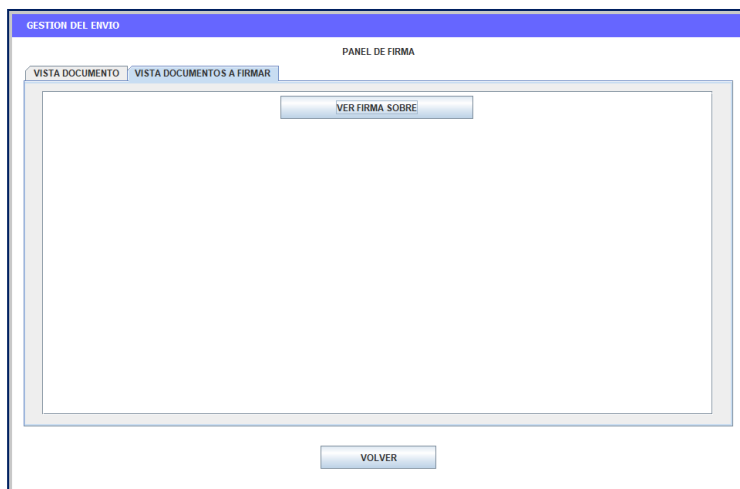 GESTION DEL ENVIO
PANEL DE FIRMA
VISTA DOCUMENTO VISTA DOCUMENTOS A FIRMAR
VER FIRMA SOBRE
VOLVER